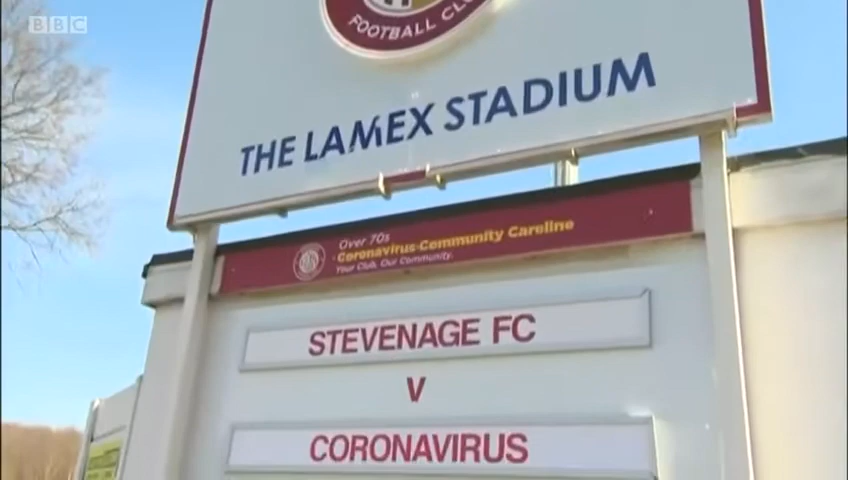 BBC
FOOTBALL CLUB
THE LAMEX STADIUM
Over 70s
Coronavirus Community Careline
Your Club. Our Community.
STEVENAGE FC
V
CORONAVIRUS